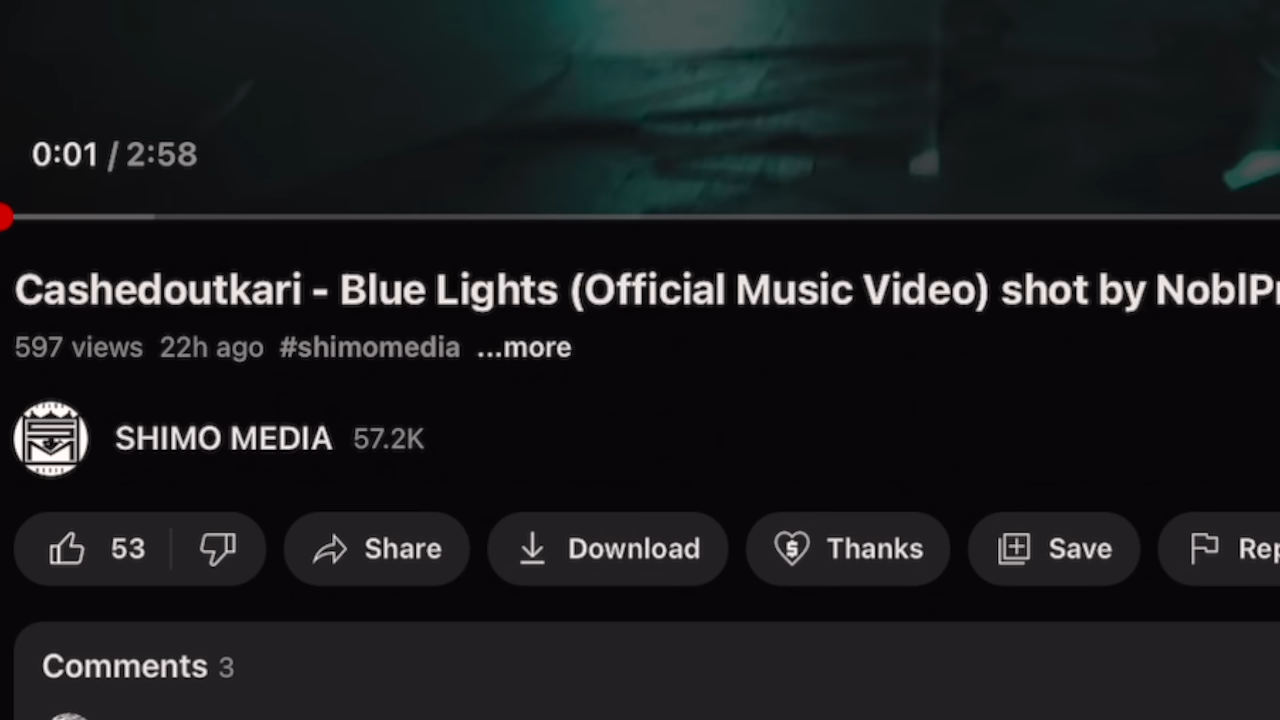 0:01 / 2:58
Cashedoutkari - Blue Lights (Official Music Video) shot by NoblPr
597 views 22h ago #shimomedia ...more
SHIMO MEDIA 57.2K
53 Share Download Thanks Save Rep
Comments 3